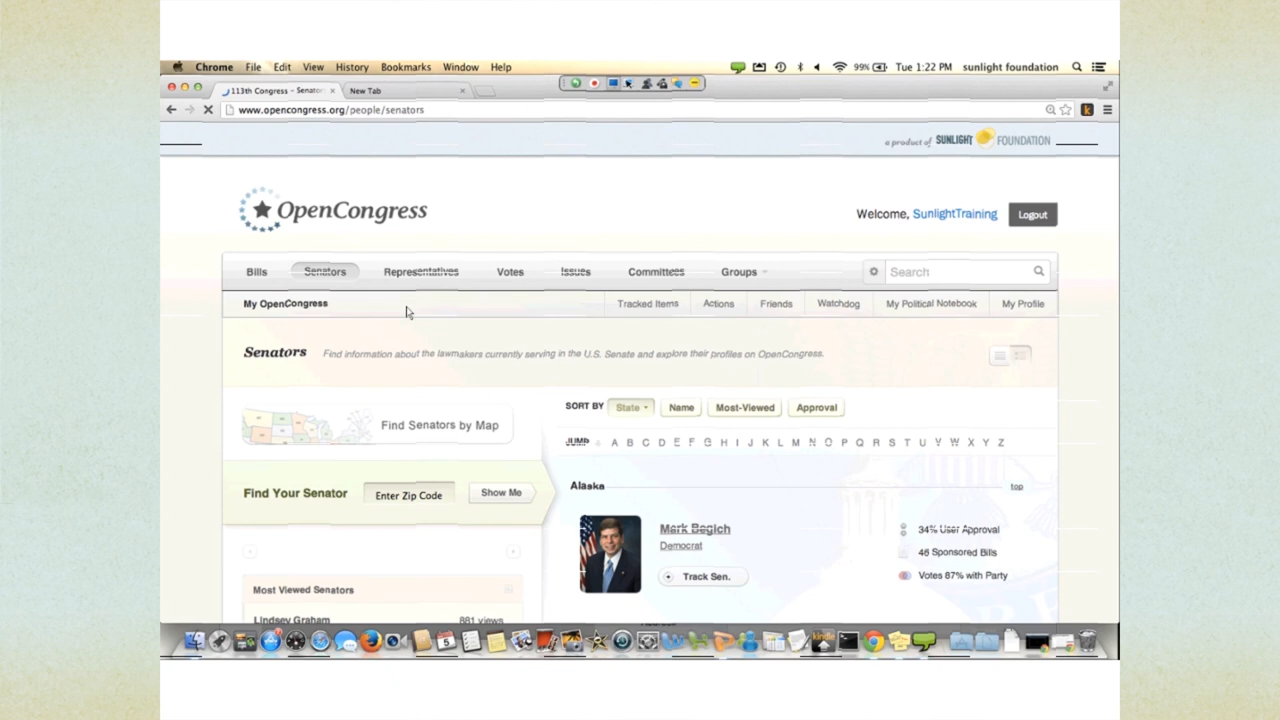 Chrome File Edit View History Bookmarks Window Help 99% Tue 1:22 PM sunlight foundation
113th Congress – Senator New Tab
www.opencongress.org/people/senators
a product of SUNLIGHT FOUNDATION
OpenCongress
Welcome, SunlightTraining Logout
Bills Senators Representatives Votes Issues Committees Groups Search
My OpenCongress Tracked Items Actions Friends Watchdog My Political Notebook My Profile
Senators Find information about the lawmakers currently serving in the U.S. Senate and explore their profiles on OpenCongress.
SORT BY State Name Most-Viewed Approval
Find Senators by Map
JUMP A B C D E F G H I J K L M N O P Q R S T U V W X Y Z
Find Your Senator Enter Zip Code Show Me
Alaska top
Mark Begich
Democrat
Track Sen.
34% User Approval
46 Sponsored Bills
Votes 87% with Party
Most Viewed Senators
Lindsey Graham 881 views
5
kindle